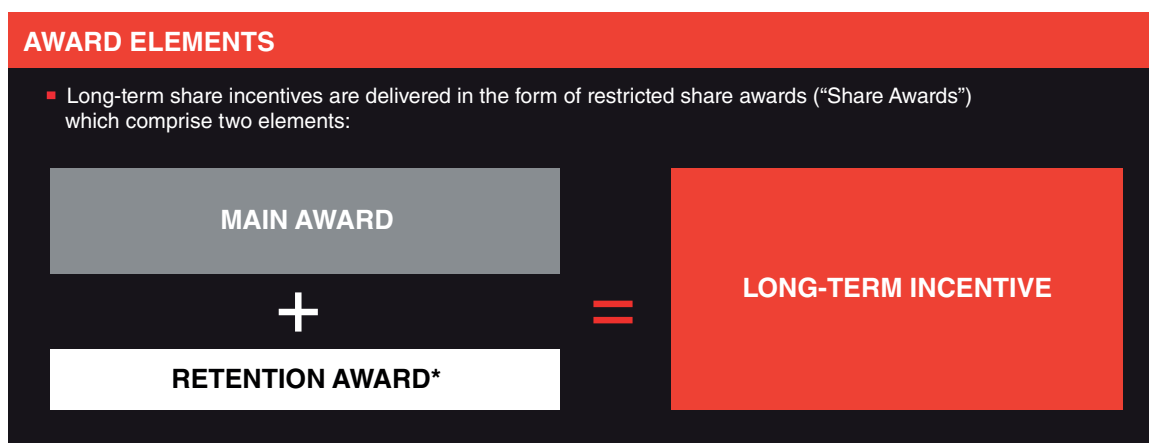 AWARD ELEMENTS
▪ Long-term share incentives are delivered in the form of restricted share awards (“Share Awards”)
which comprise two elements:
MAIN AWARD
+
=
LONG-TERM INCENTIVE
RETENTION AWARD*